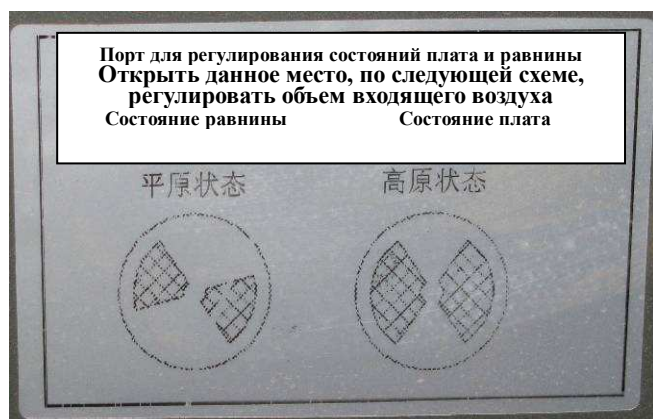 Порт для регулирования состояний плата и равнины
Открыть данное место, по следующей схеме,
регулировать объем входящего воздуха
Состояние равнины Состояние плата
平原状态 高原状态